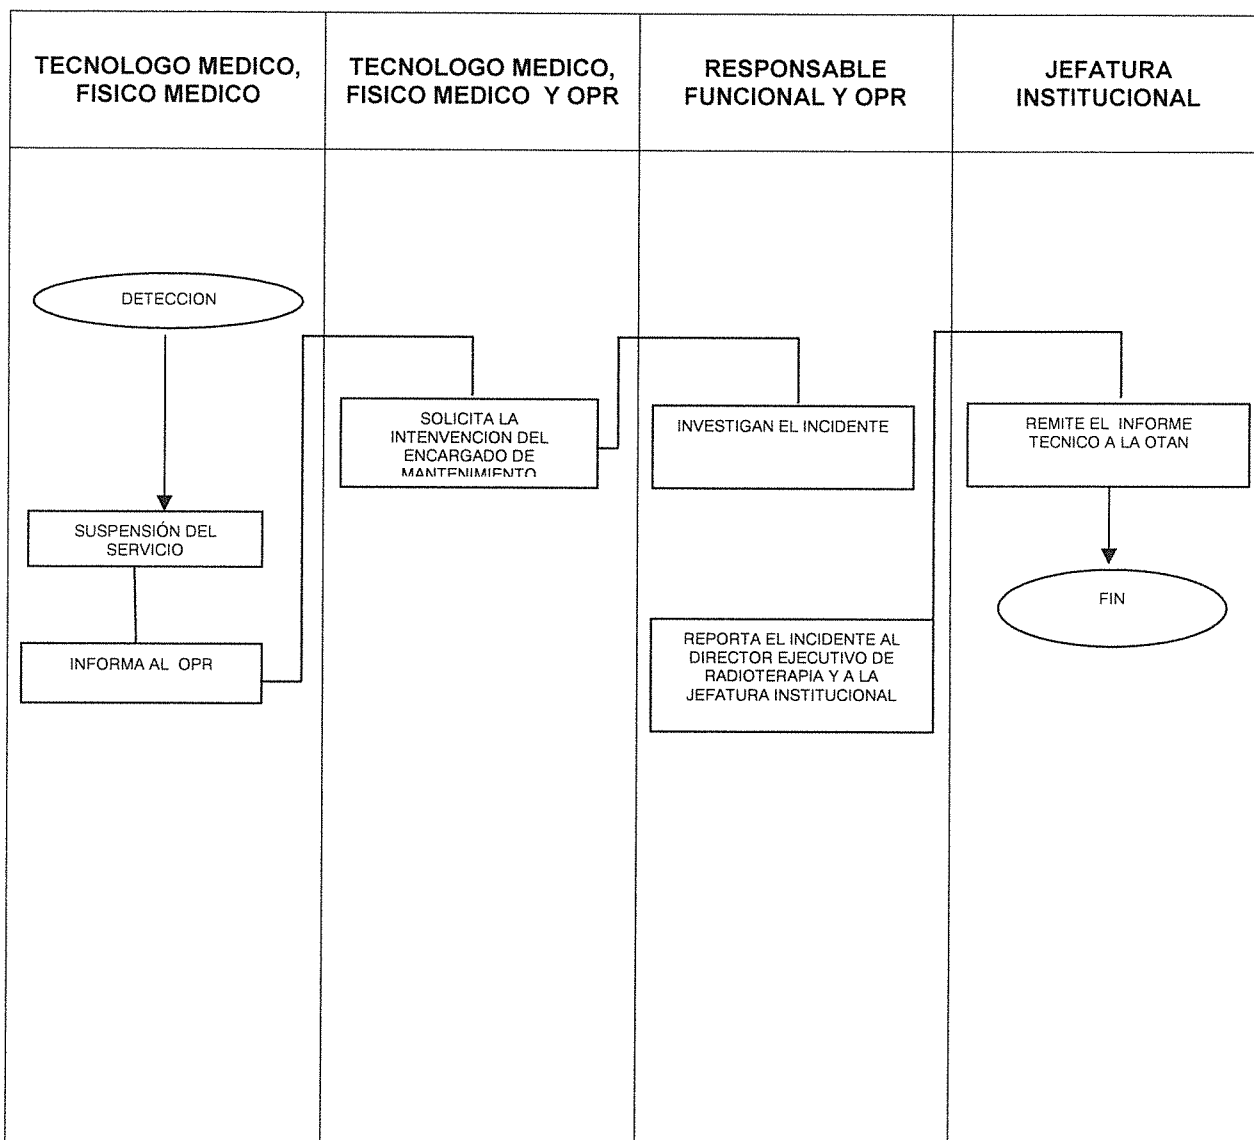 TECNOLOGO MEDICO,
FISICO MEDICO
TECNOLOGO MEDICO,
FISICO MEDICO Y OPR
RESPONSABLE
FUNCIONAL Y OPR
JEFATURA
INSTITUCIONAL
DETECCION
SUSPENSIÓN DEL
SERVICIO
INFORMA AL OPR
SOLICITA LA
INTENVENCION DEL
ENCARGADO DE
MANTENIMIENTO
INVESTIGAN EL INCIDENTE
REPORTA EL INCIDENTE AL
DIRECTOR EJECUTIVO DE
RADIOTERAPIA Y A LA
JEFATURA INSTITUCIONAL
REMITE EL INFORME
TECNICO A LA OTAN
FIN